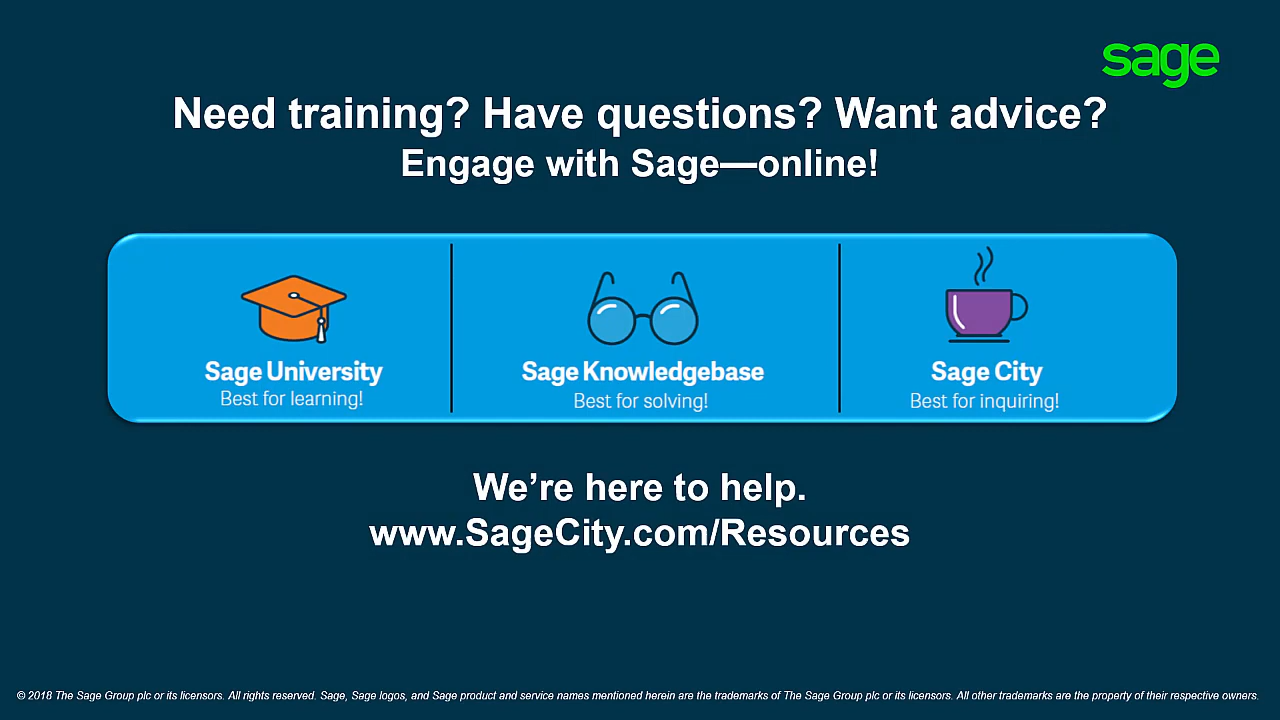 sage
Need training? Have questions? Want advice?
Engage with Sage—online!
Sage University
Best for learning!
Sage Knowledgebase
Best for solving!
Sage City
Best for inquiring!
We’re here to help.
www.SageCity.com/Resources
© 2018 The Sage Group plc or its licensors. All rights reserved. Sage, Sage logos, and Sage product and service names mentioned herein are the trademarks of The Sage Group plc or its licensors. All other trademarks are the property of their respective owners.